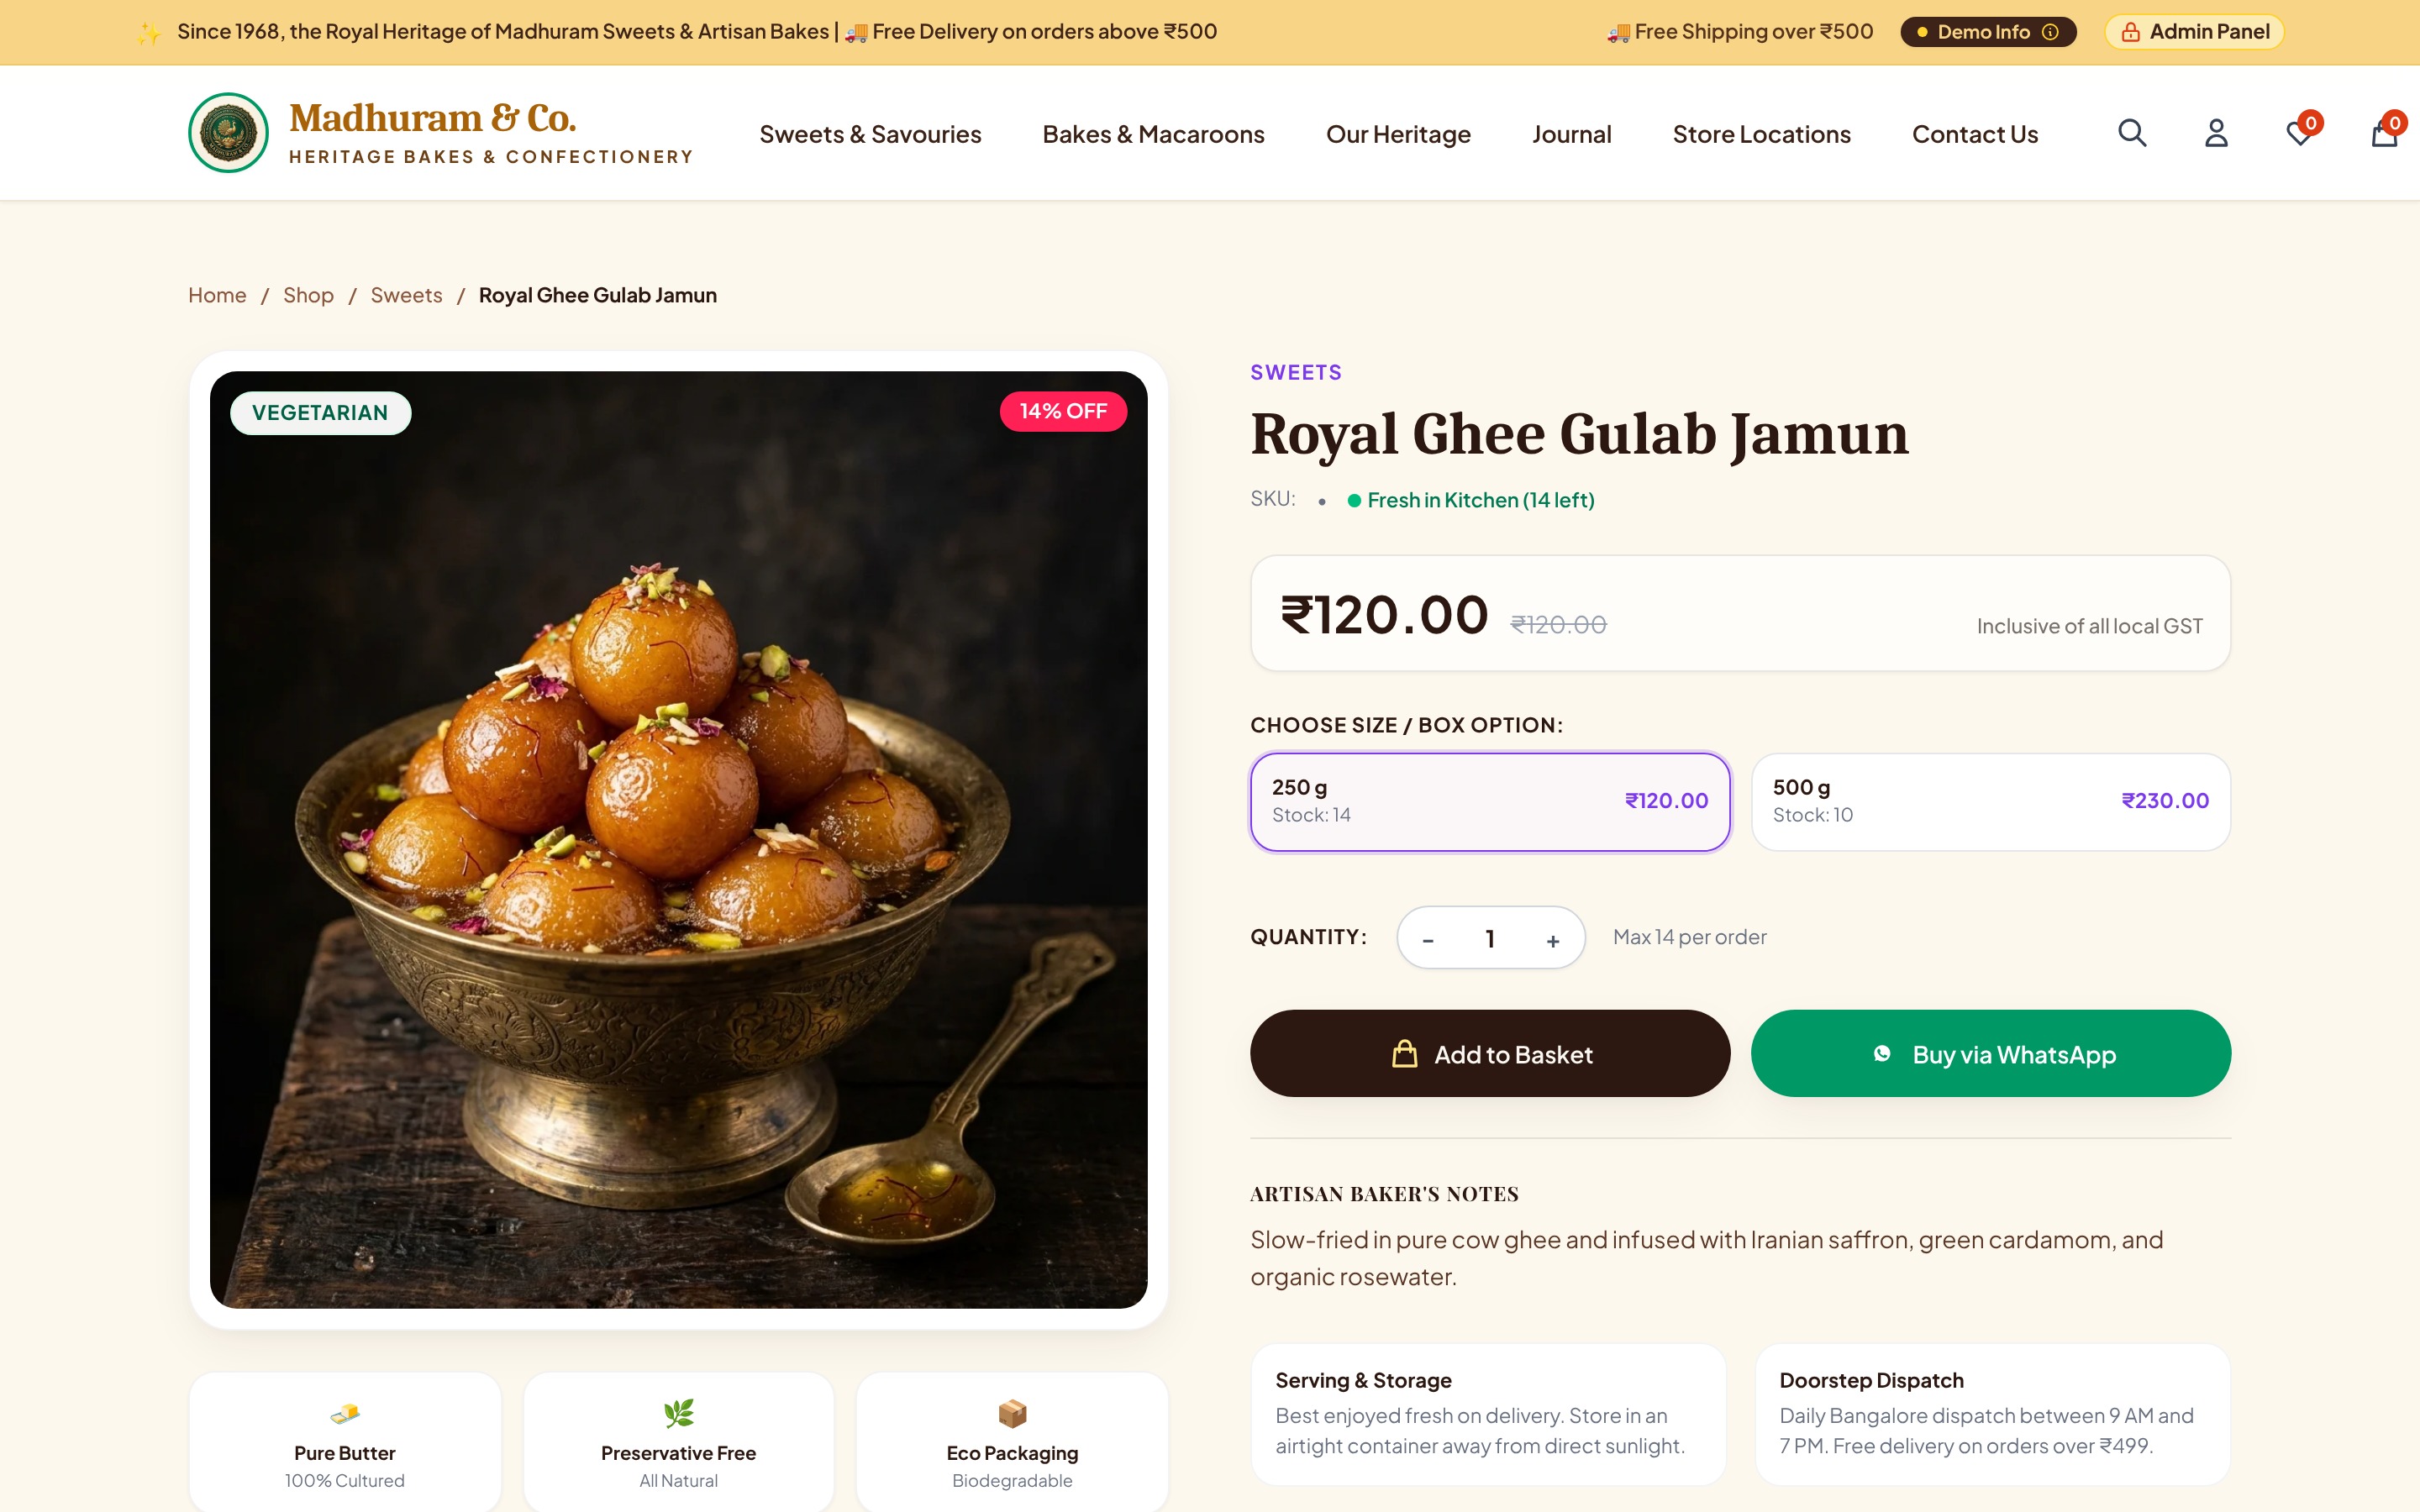 ✨ Since 1968, the Royal Heritage of Madhuram Sweets & Artisan Bakes | 🚚 Free Delivery on orders above ₹500
🚚 Free Shipping over ₹500
Demo Info
Admin Panel
Madhuram & Co.
HERITAGE BAKES & CONFECTIONERY
Sweets & Savouries
Bakes & Macaroons
Our Heritage
Journal
Store Locations
Contact Us
0
0
Home / Shop / Sweets / Royal Ghee Gulab Jamun
VEGETARIAN
14% OFF
SWEETS
Royal Ghee Gulab Jamun
SKU: • Fresh in Kitchen (14 left)
₹120.00 ₹120.00
Inclusive of all local GST
CHOOSE SIZE / BOX OPTION:
250 g
Stock: 14
₹120.00
500 g
Stock: 10
₹230.00
QUANTITY: - 1 + Max 14 per order
Add to Basket
Buy via WhatsApp
ARTISAN BAKER'S NOTES
Slow-fried in pure cow ghee and infused with Iranian saffron, green cardamom, and
organic rosewater.
Serving & Storage
Best enjoyed fresh on delivery. Store in an
airtight container away from direct sunlight.
Doorstep Dispatch
Daily Bangalore dispatch between 9 AM and
7 PM. Free delivery on orders over ₹499.
Pure Butter
100% Cultured
Preservative Free
All Natural
Eco Packaging
Biodegradable